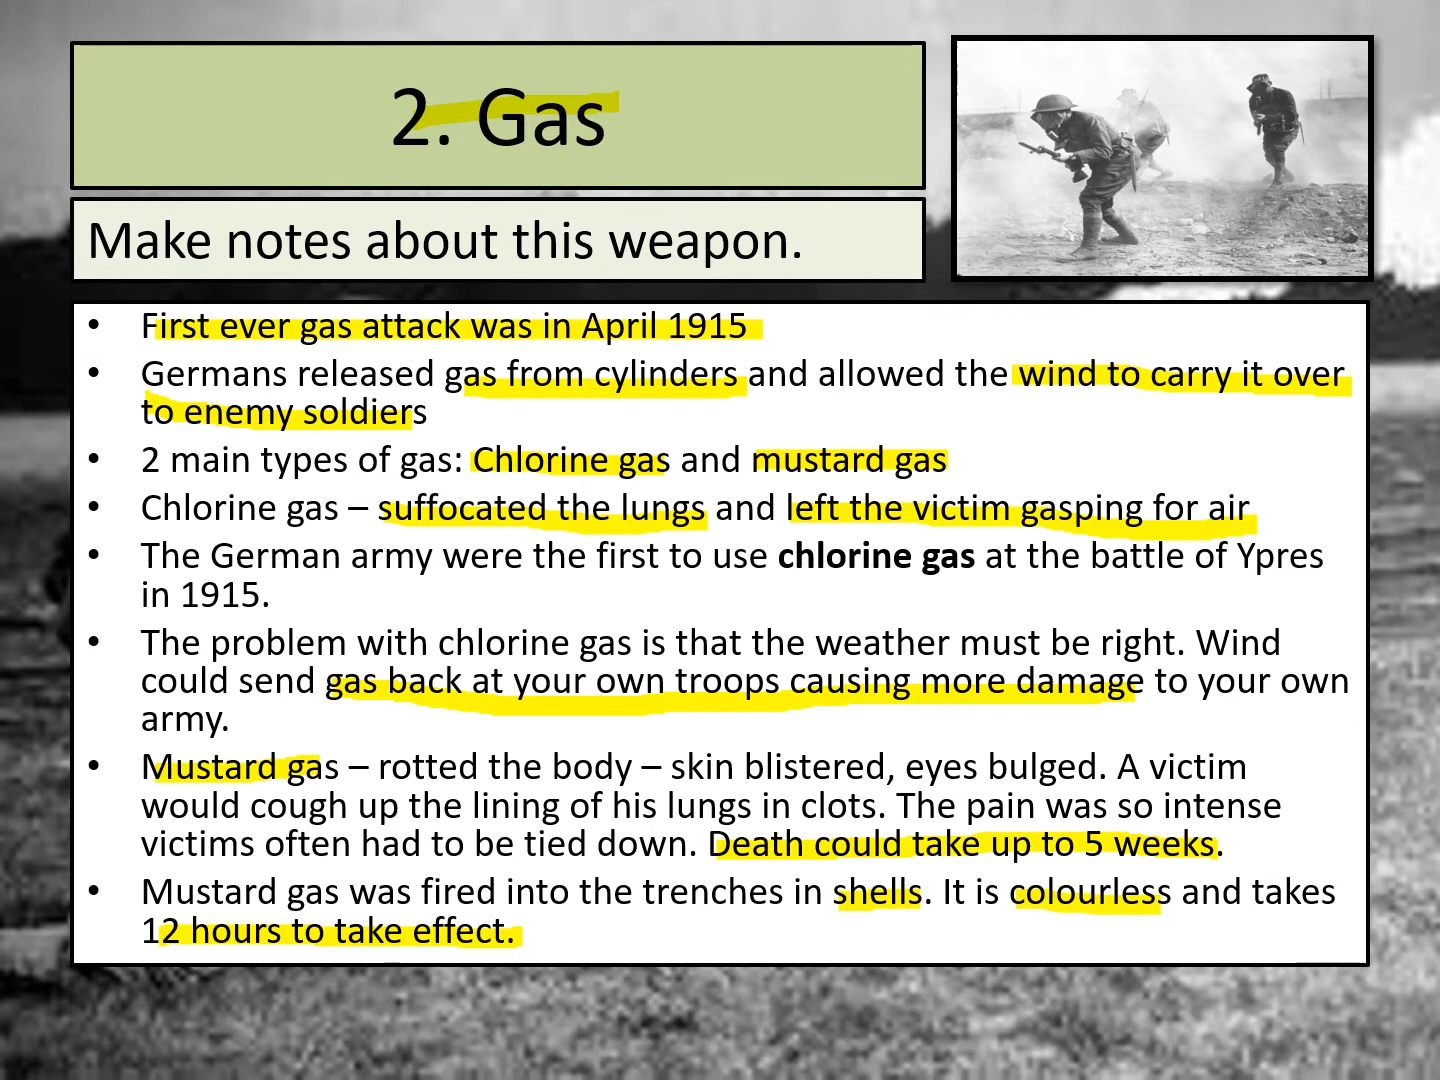 2. Gas
Make notes about this weapon.
• First ever gas attack was in April 1915
• Germans released gas from cylinders and allowed the wind to carry it over
to enemy soldiers
• 2 main types of gas: Chlorine gas and mustard gas
• Chlorine gas – suffocated the lungs and left the victim gasping for air
• The German army were the first to use chlorine gas at the battle of Ypres
in 1915.
• The problem with chlorine gas is that the weather must be right. Wind
could send gas back at your own troops causing more damage to your own
army.
• Mustard gas – rotted the body – skin blistered, eyes bulged. A victim
would cough up the lining of his lungs in clots. The pain was so intense
victims often had to be tied down. Death could take up to 5 weeks.
• Mustard gas was fired into the trenches in shells. It is colourless and takes
12 hours to take effect.